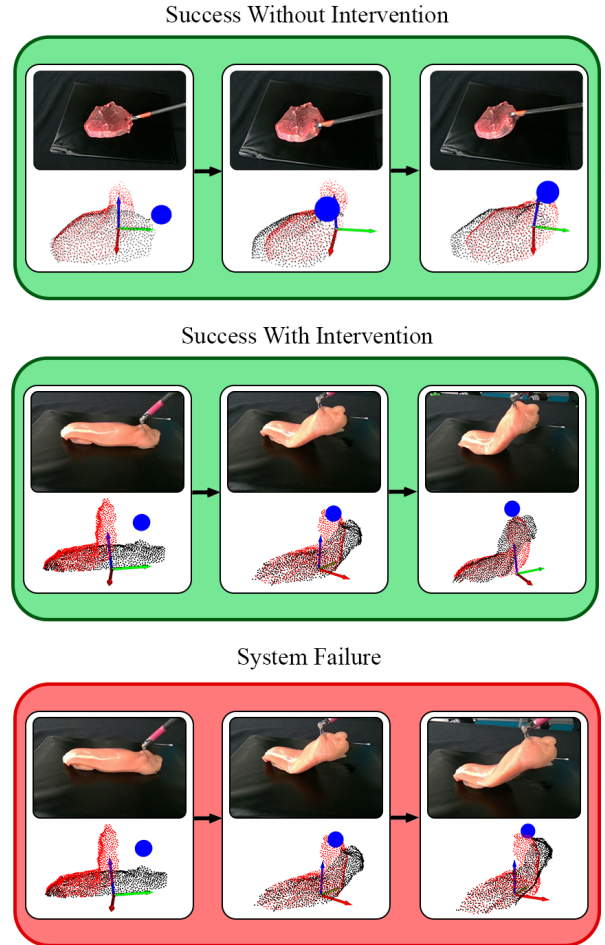 Success Without Intervention
Success With Intervention
System Failure